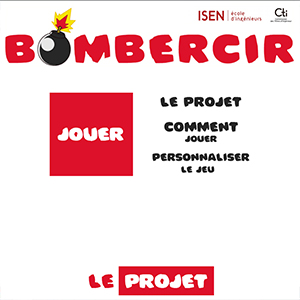 ISEN école d'ingénieurs Cti
BOMBERCIR
JOUER
LE PROJET
COMMENT
JOUER
PERSONNALISER
LE JEU
LE PROJET